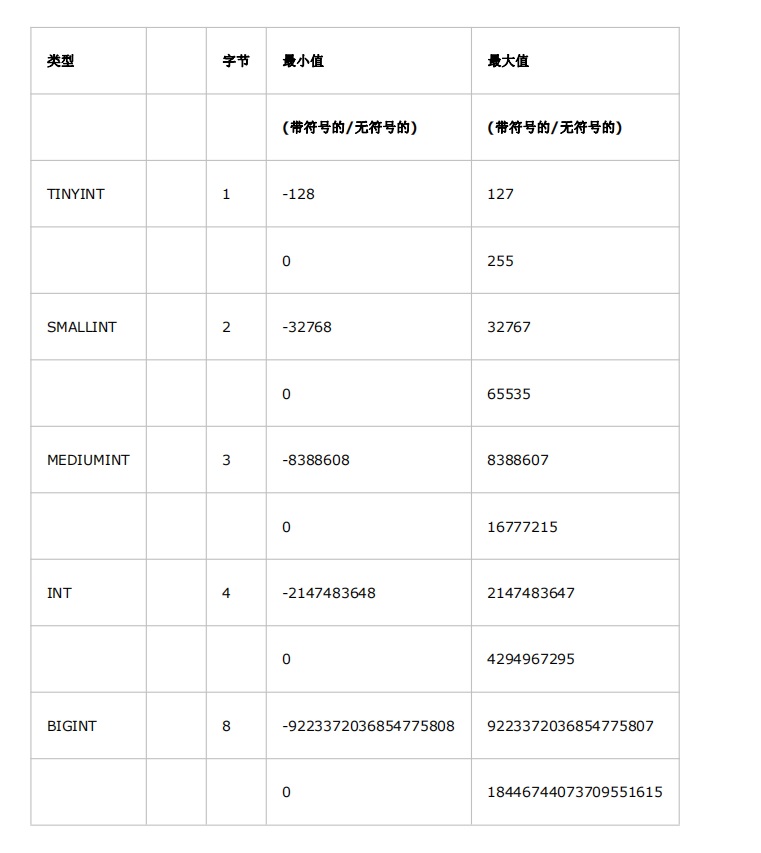 类型 字节 最小值 最大值
(带符号的/无符号的) (带符号的/无符号的)
TINYINT 1 -128 127
0 255
SMALLINT 2 -32768 32767
0 65535
MEDIUMINT 3 -8388608 8388607
0 16777215
INT 4 -2147483648 2147483647
0 4294967295
BIGINT 8 -9223372036854775808 9223372036854775807
0 18446744073709551615